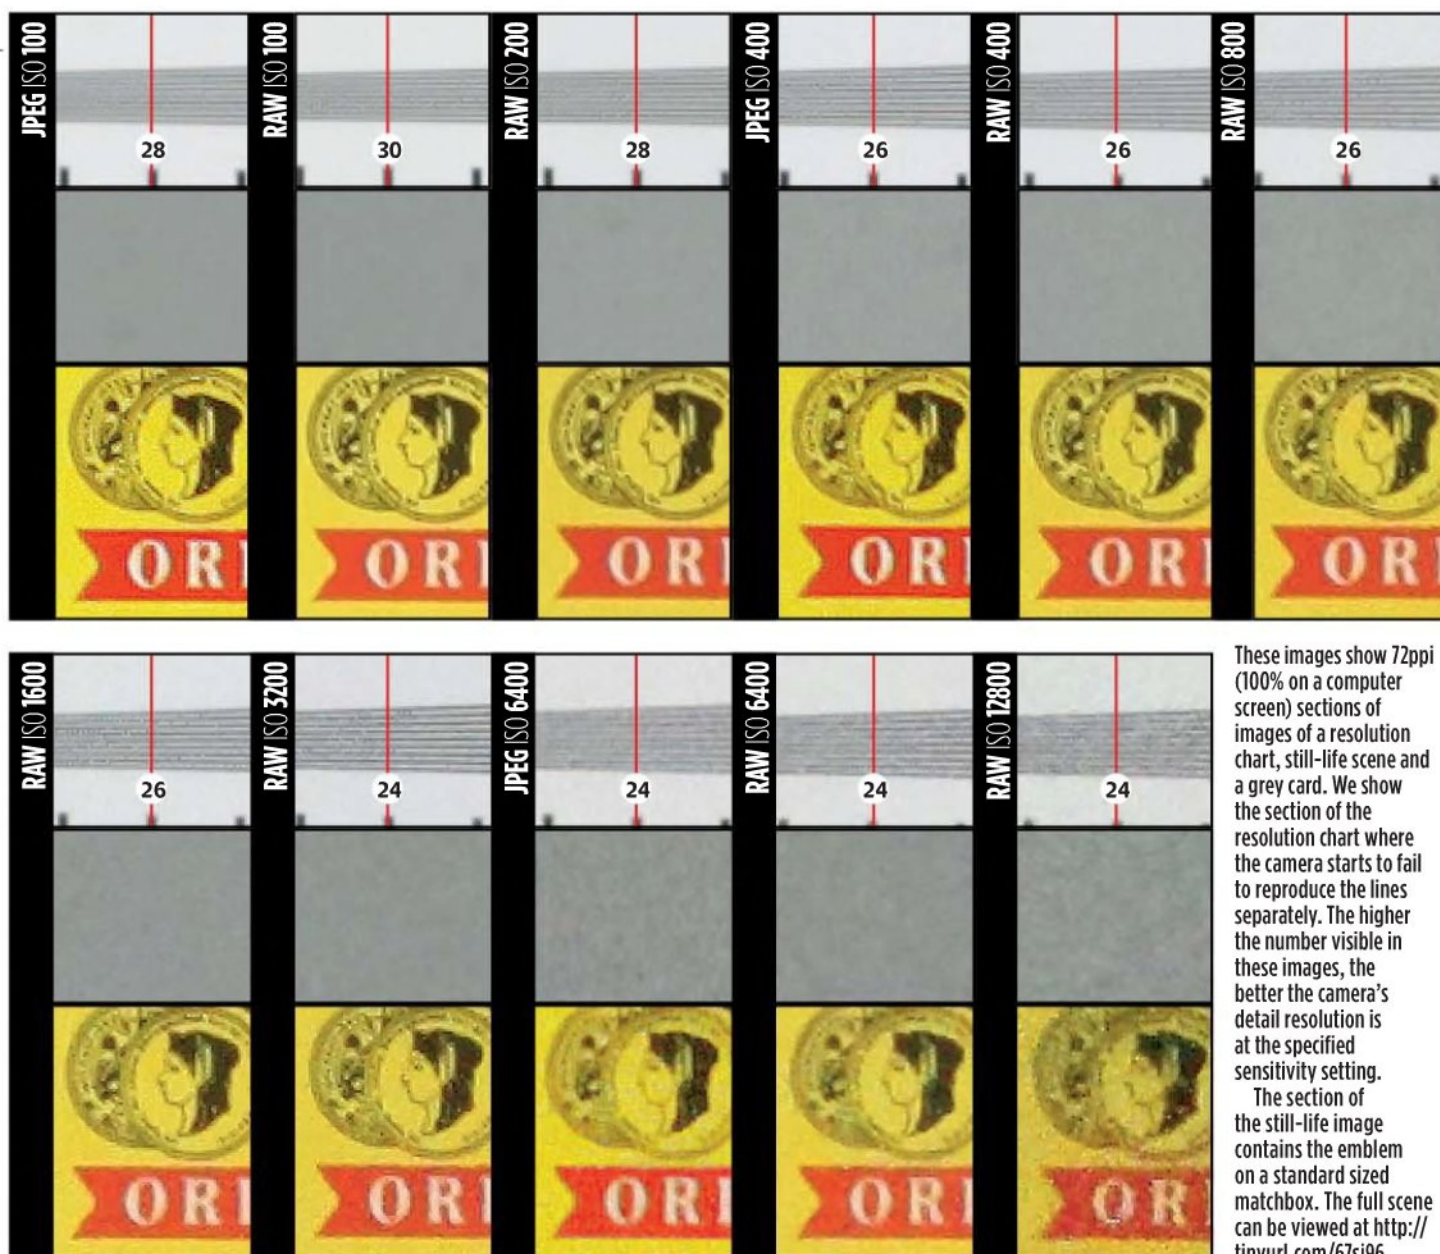 JPEG ISO 100
28
ORI
RAW ISO 100
30
ORI
RAW ISO 200
28
ORI
JPEG ISO 400
26
ORI
RAW ISO 400
26
ORI
RAW ISO 800
26
ORI
RAW ISO 1600
26
ORI
RAW ISO 3200
24
ORI
JPEG ISO 6400
24
ORI
RAW ISO 6400
24
ORI
RAW ISO 12800
24
ORI
These images show 72ppi
(100% on a computer
screen) sections of
images of a resolution
chart, still-life scene and
a grey card. We show
the section of the
resolution chart where
the camera starts to fail
to reproduce the lines
separately. The higher
the number visible in
these images, the
better the camera's
detail resolution is
at the specified
sensitivity setting.
The section of
the still-life image
contains the emblem
on a standard sized
matchbox. The full scene
can be viewed at http://
tinyurl.com/67si96